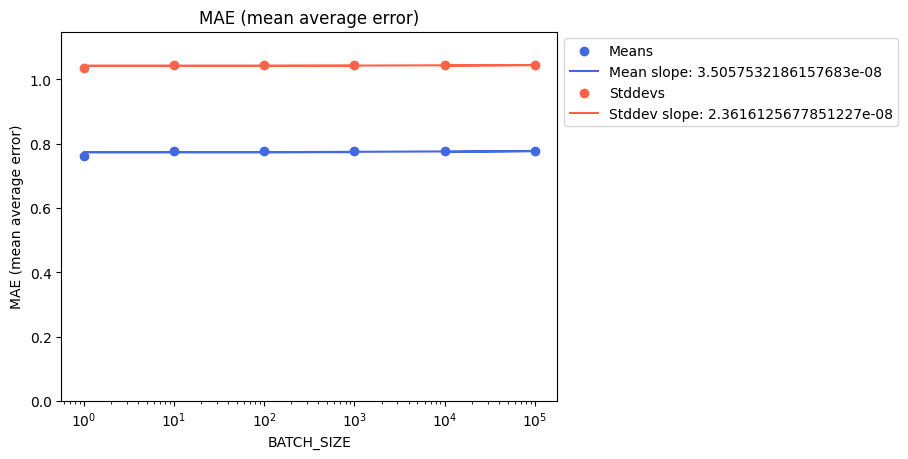 MAE (mean average error)
MAE (mean average error)
1.0
0.8
0.6
0.4
0.2
0.0
10^0 10^1 10^2 10^3 10^4 10^5
BATCH_SIZE
Means
Mean slope: 3.5057532186157683e-08
Stddevs
Stddev slope: 2.3616125677851227e-08